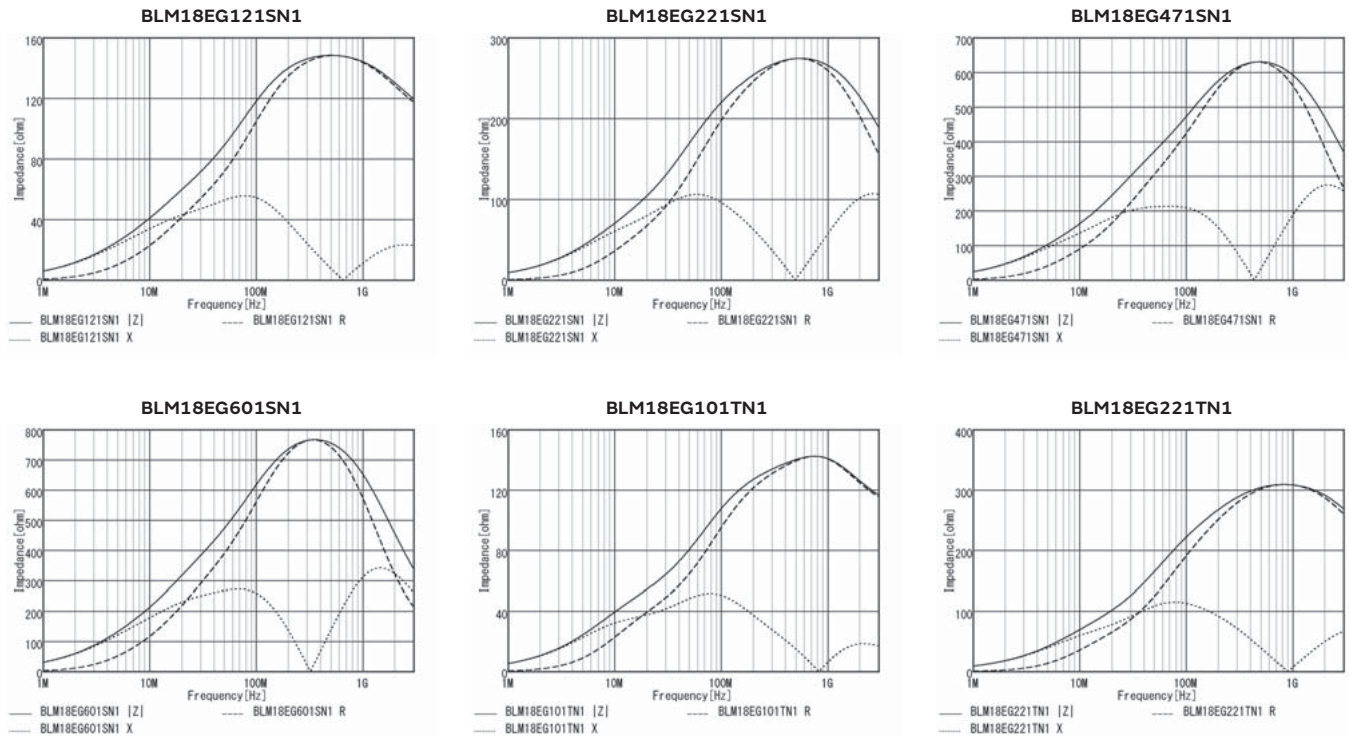 BLM18EG121SN1
160
120
80
40
0
Impedance[ohm]
1M
10M
100M
1G
Frequency[Hz]
BLM18EG121SN1 |Z|
BLM18EG121SN1 R
BLM18EG121SN1 X
BLM18EG221SN1
300
200
100
0
Impedance[ohm]
1M
10M
100M
1G
Frequency[Hz]
BLM18EG221SN1 |Z|
BLM18EG221SN1 R
BLM18EG221SN1 X
BLM18EG471SN1
700
600
500
400
300
200
100
0
Impedance[ohm]
1M
10M
100M
1G
Frequency[Hz]
BLM18EG471SN1 |Z|
BLM18EG471SN1 R
BLM18EG471SN1 X
BLM18EG601SN1
800
700
600
500
400
300
200
100
0
Impedance[ohm]
1M
10M
100M
1G
Frequency[Hz]
BLM18EG601SN1 |Z|
BLM18EG601SN1 R
BLM18EG601SN1 X
BLM18EG101TN1
160
120
80
40
0
Impedance[ohm]
1M
10M
100M
1G
Frequency[Hz]
BLM18EG101TN1 |Z|
BLM18EG101TN1 R
BLM18EG101TN1 X
BLM18EG221TN1
400
300
200
100
0
Impedance[ohm]
1M
10M
100M
1G
Frequency[Hz]
BLM18EG221TN1 |Z|
BLM18EG221TN1 R
BLM18EG221TN1 X